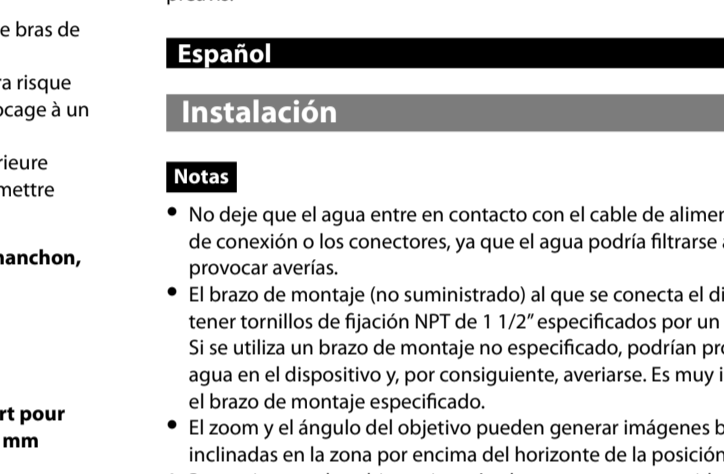 e bras de
a risque
ocage à un
rieure
mettre
anchon,
rt pour
mm
Español
Instalación
Notas
• No deje que el agua entre en contacto con el cable de
de conexión o los conectores, ya que el agua podría filtrarse
provocar averías.
• El brazo de montaje (no suministrado) al que se conecta el
tener tornillos de fijación NPT de 1 1/2" especificados por un
Si se utiliza un brazo de montaje no especificado, podrían
agua en el dispositivo y, por consiguiente, averiarse. Es muy
el brazo de montaje especificado.
• El zoom y el ángulo del objetivo pueden generar imágenes
inclinadas en la zona por encima del horizonte de la posición